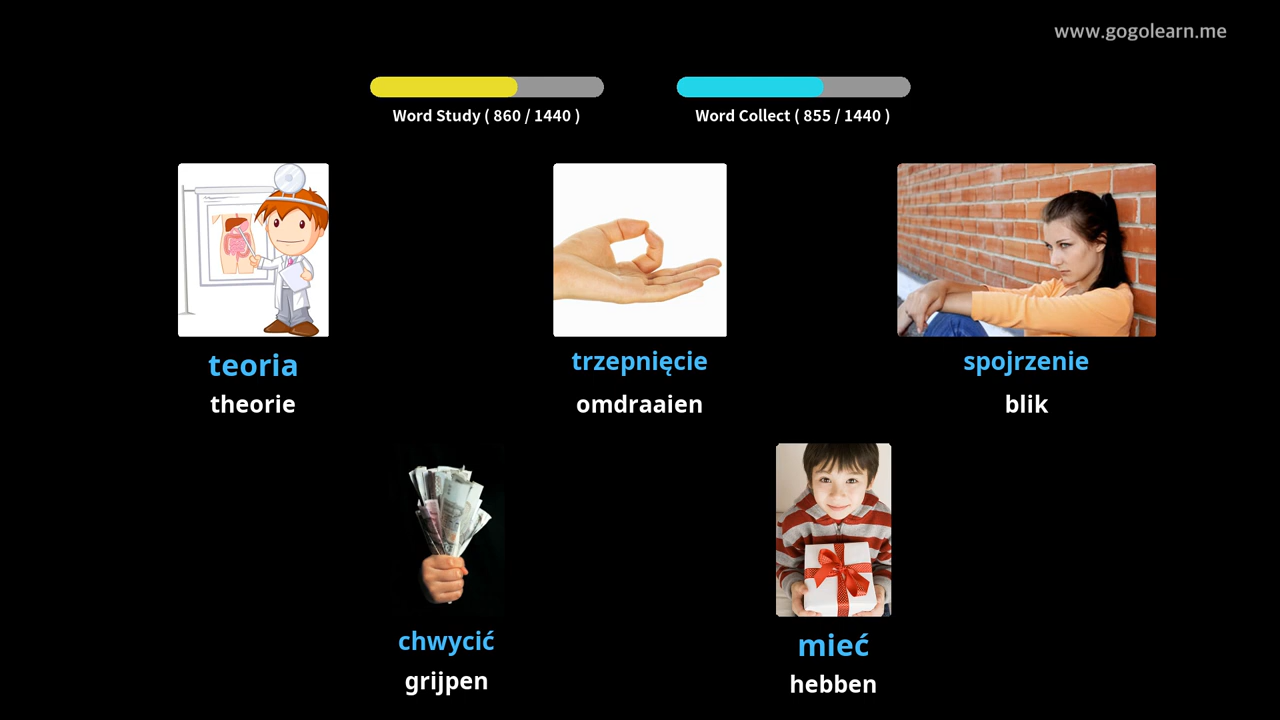 www.gogolearn.me
Word Study ( 860 / 1440 )
Word Collect ( 855 / 1440 )
teoria
theorie
trzepnięcie
omdraaien
spojrzenie
blik
chwycić
grijpen
mieć
hebben